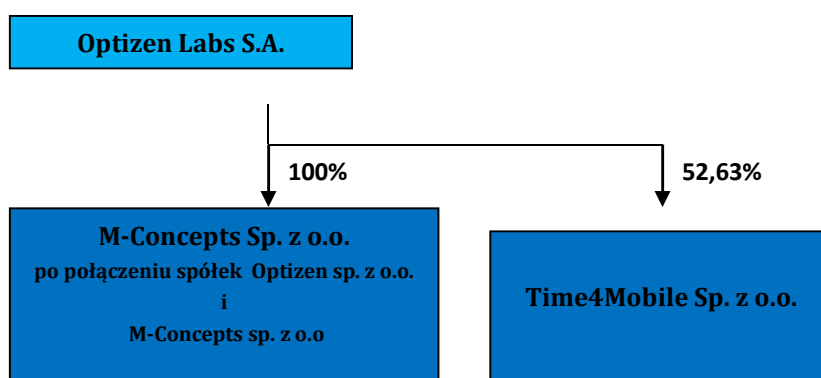 Optizen Labs S.A.
100%
52,63%
M-Concepts Sp. z o.o.
po połączeniu spółek Optizen sp. z o.o.
i
M-Concepts sp. z o.o
Time4Mobile Sp. z o.o.